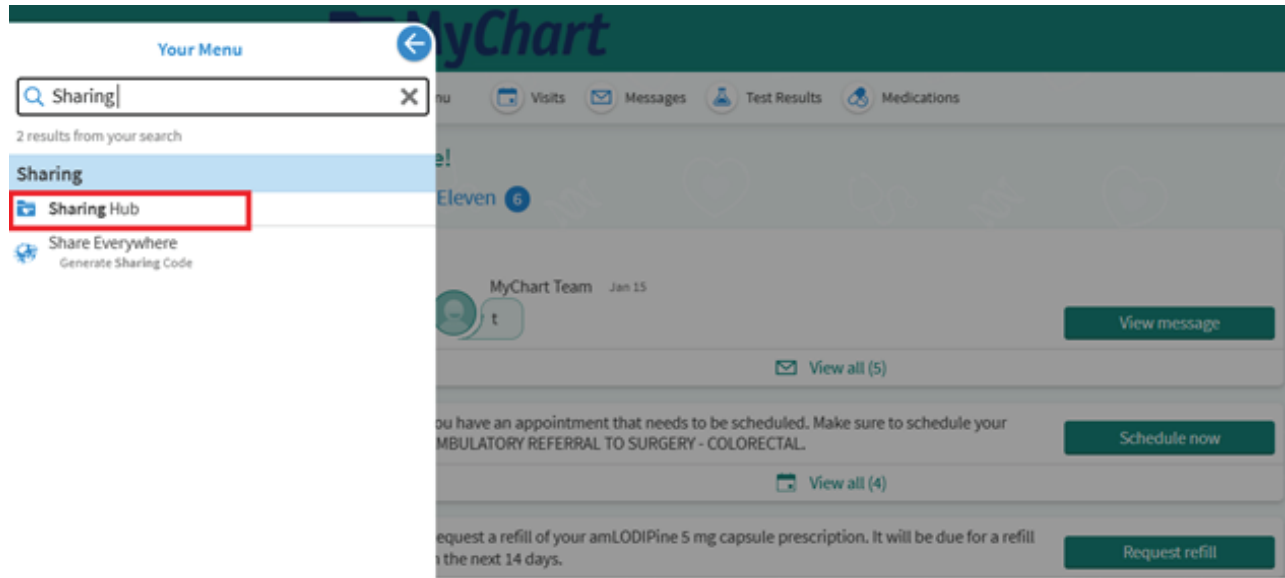 MyChart
Your Menu
Sharing
nu Visits Messages Test Results Medications
2 results from your search
Sharing
Sharing Hub
Share Everywhere
Generate Sharing Code
e!
Eleven 6
MyChart Team Jan 15
t
View message
View all (5)
ou have an appointment that needs to be scheduled. Make sure to schedule your
MBULATORY REFERRAL TO SURGERY - COLORECTAL.
Schedule now
View all (4)
equest a refill of your amLODIPine 5 mg capsule prescription. It will be due for a refill
the next 14 days.
Request refill